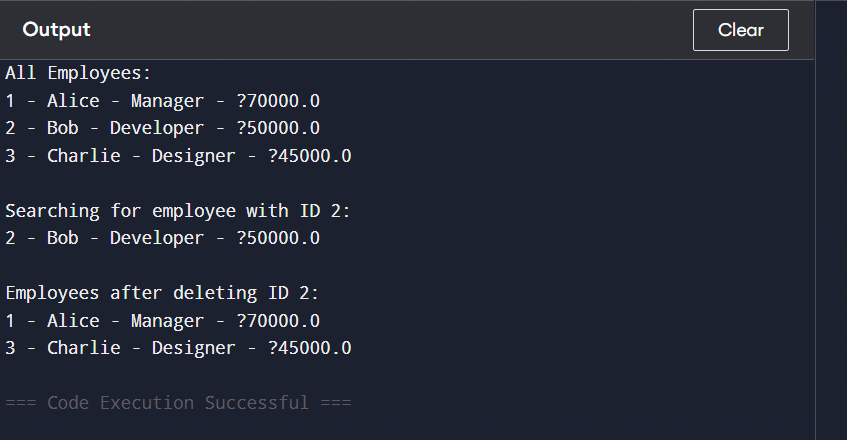 Output
Clear
All Employees:
1 - Alice - Manager - ?70000.0
2 - Bob - Developer - ?50000.0
3 - Charlie - Designer - ?45000.0
Searching for employee with ID 2:
2 - Bob - Developer - ?50000.0
Employees after deleting ID 2:
1 - Alice - Manager - ?70000.0
3 - Charlie - Designer - ?45000.0
=== Code Execution Successful ===